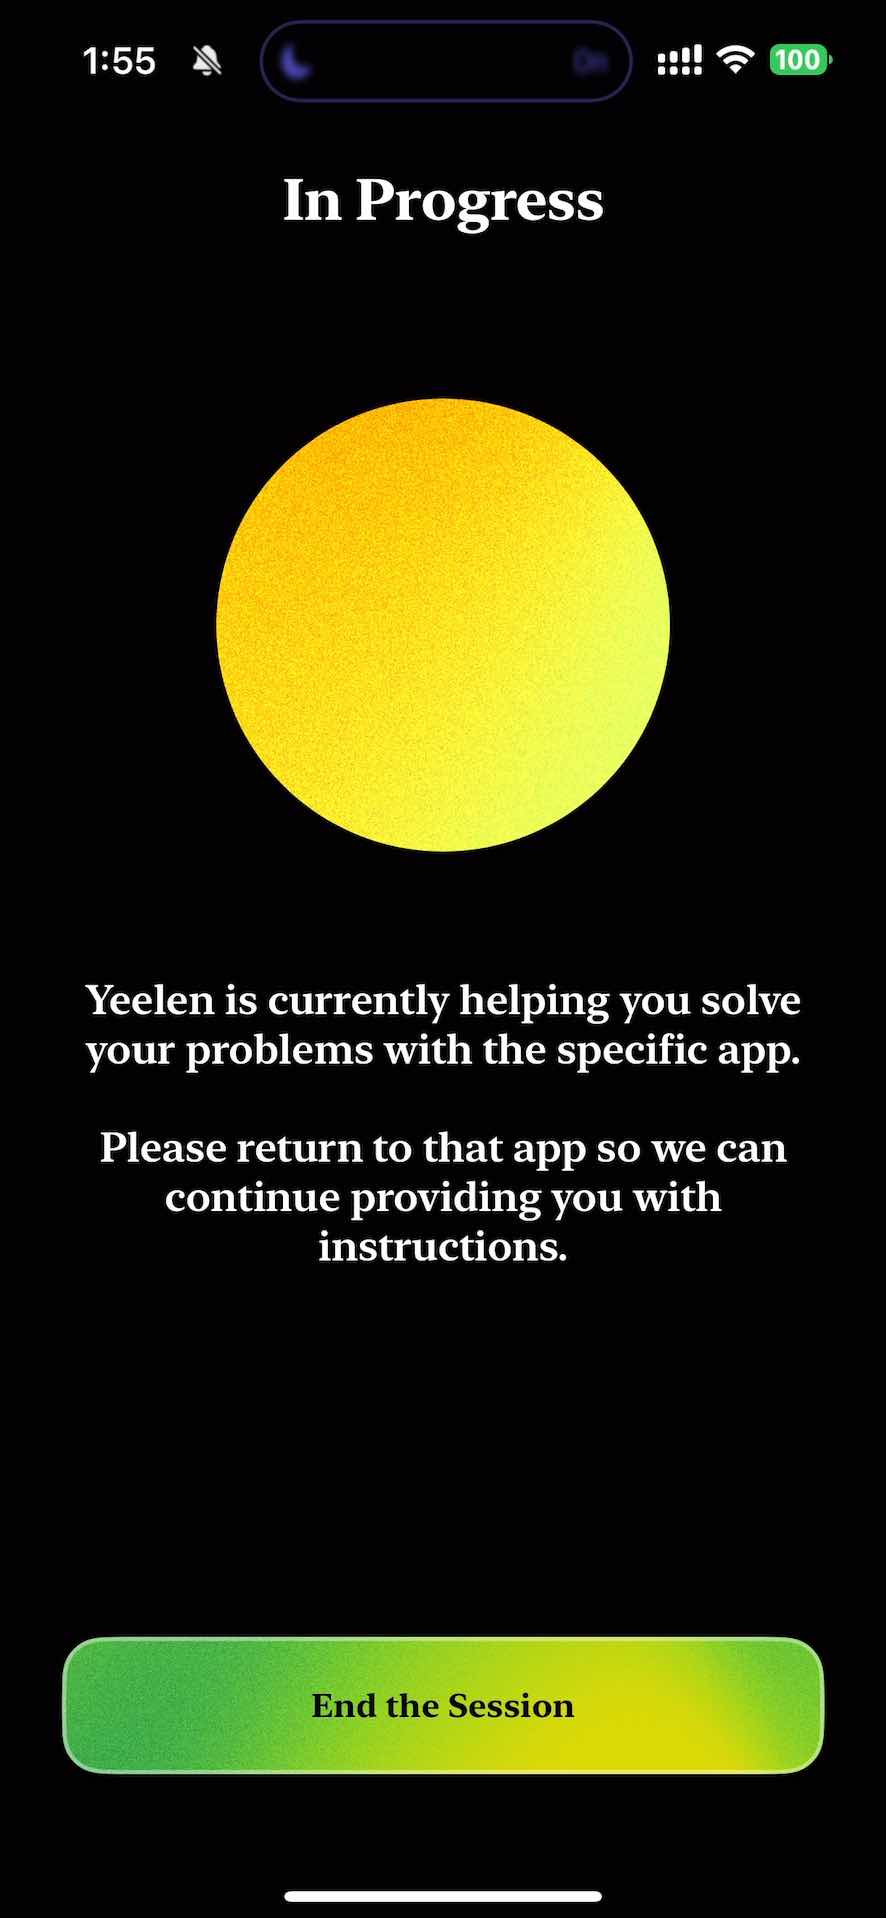 1:55
On
100
In Progress
Yeelen is currently helping you solve
your problems with the specific app.
Please return to that app so we can
continue providing you with
instructions.
End the Session